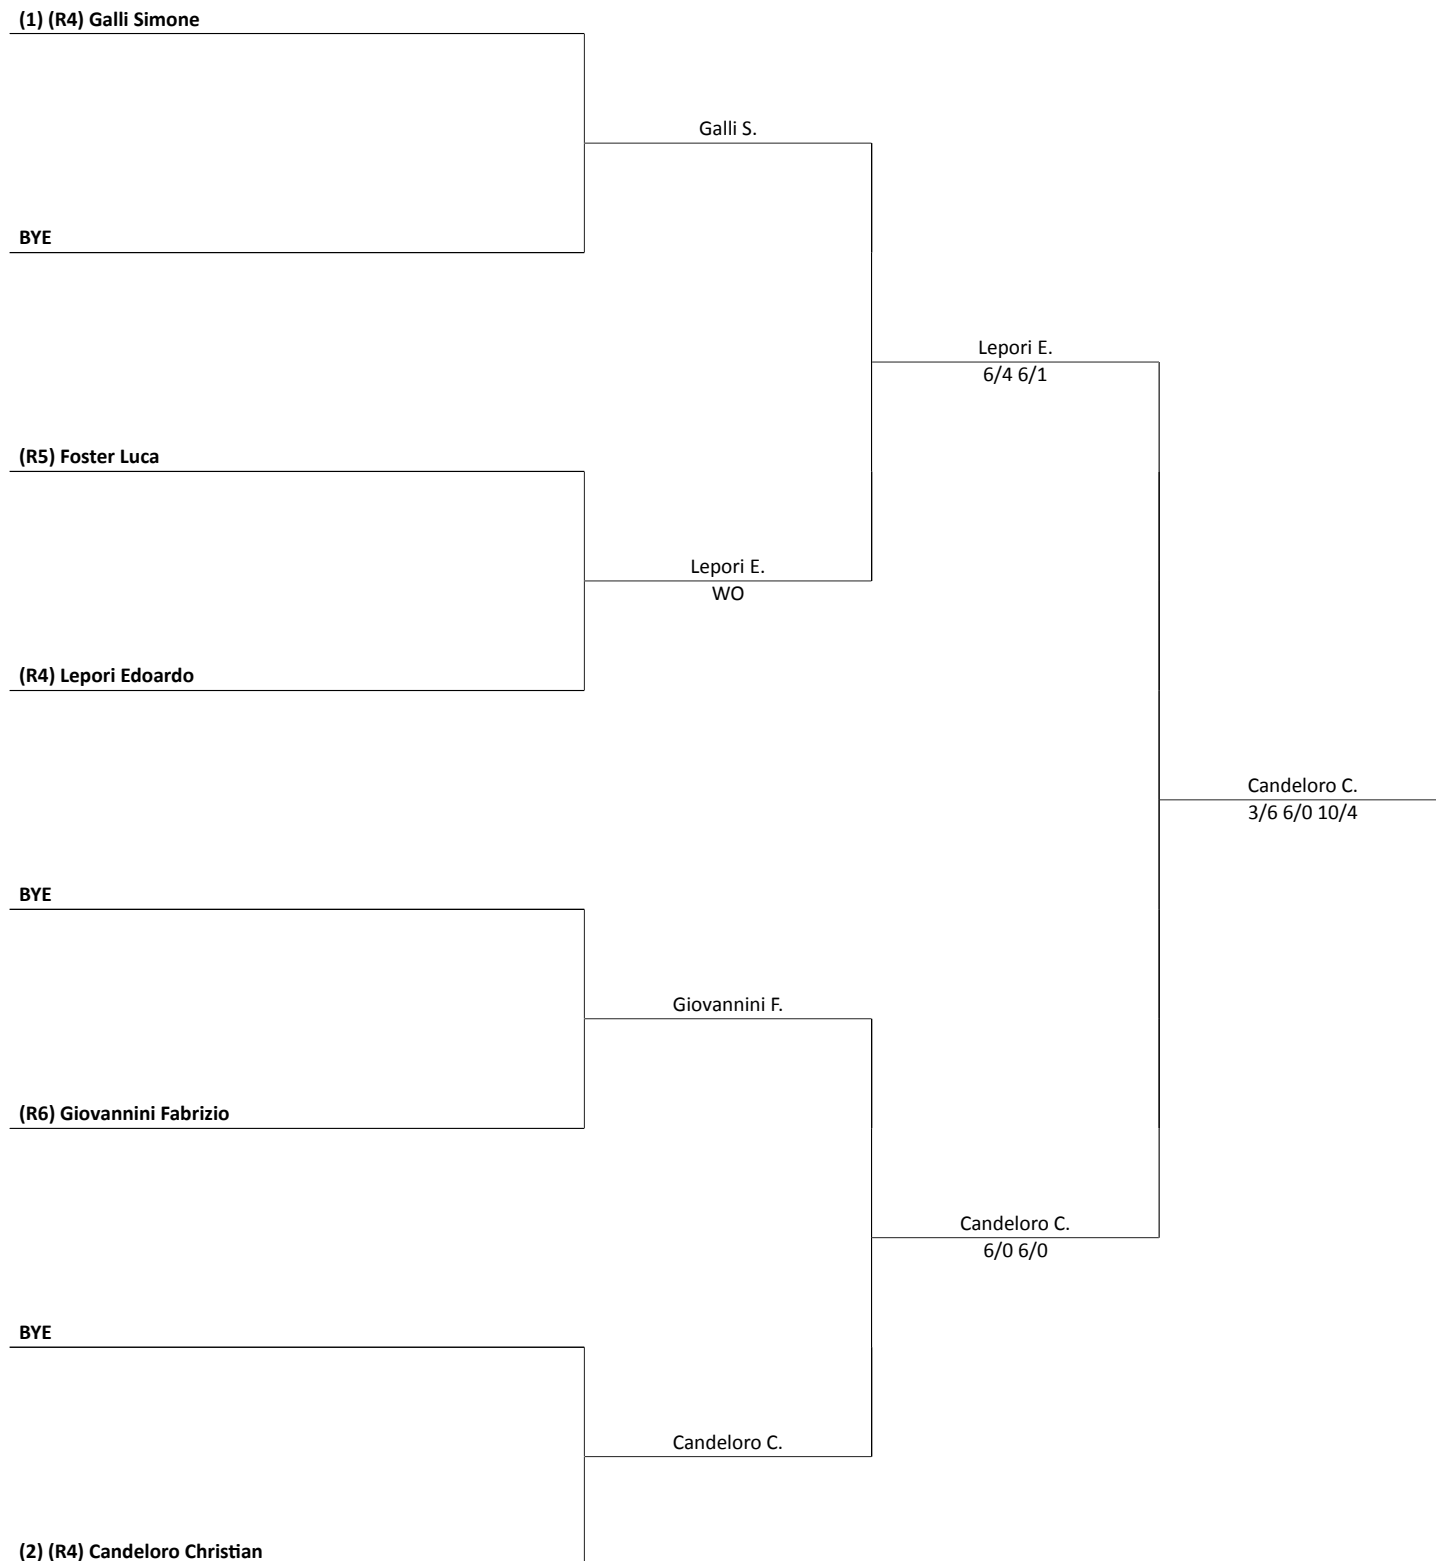 (1) (R4) Galli Simone
Galli S.
BYE
Lepori E.
6/4 6/1
(R5) Foster Luca
Lepori E.
WO
(R4) Lepori Edoardo
Candeloro C.
3/6 6/0 10/4
BYE
Giovannini F.
(R6) Giovannini Fabrizio
Candeloro C.
6/0 6/0
BYE
Candeloro C.
(2) (R4) Candeloro Christian